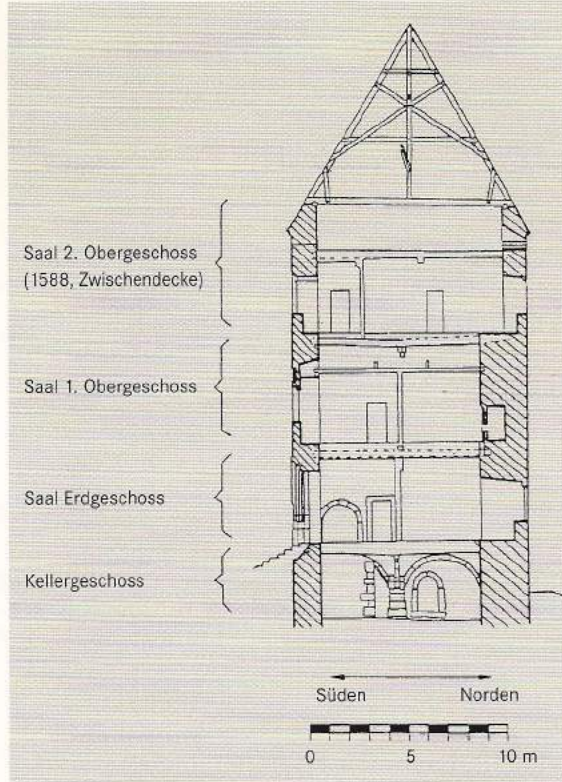 Saal 2. Obergeschoss
(1588, Zwischendecke)
Saal 1. Obergeschoss
Saal Erdgeschoss
Kellergeschoss
Süden Norden
0 5 10 m